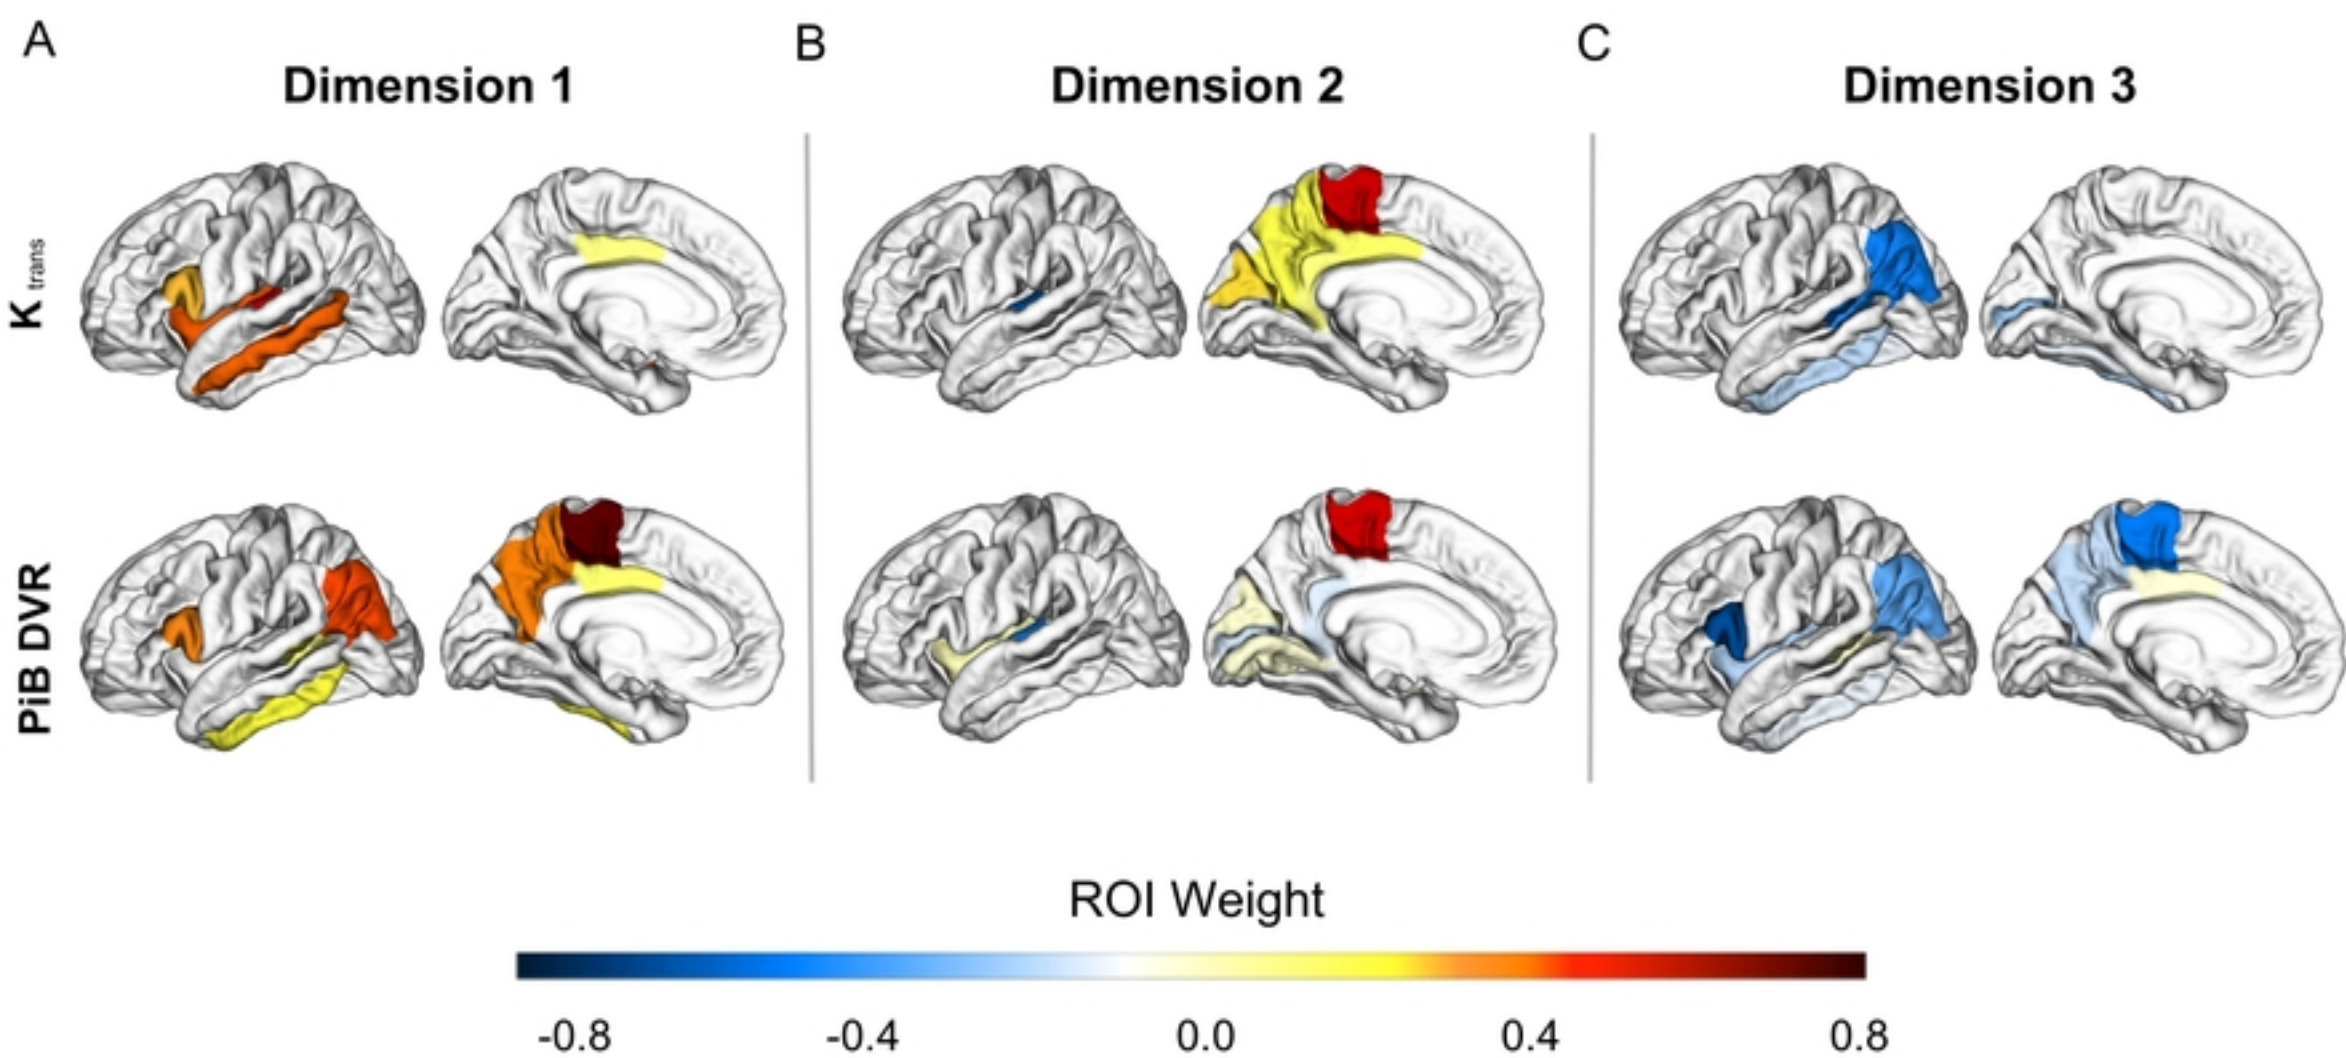 A
Dimension 1
B
Dimension 2
C
Dimension 3
K trans
PiB DVR
ROI Weight
-0.8 -0.4 0.0 0.4 0.8